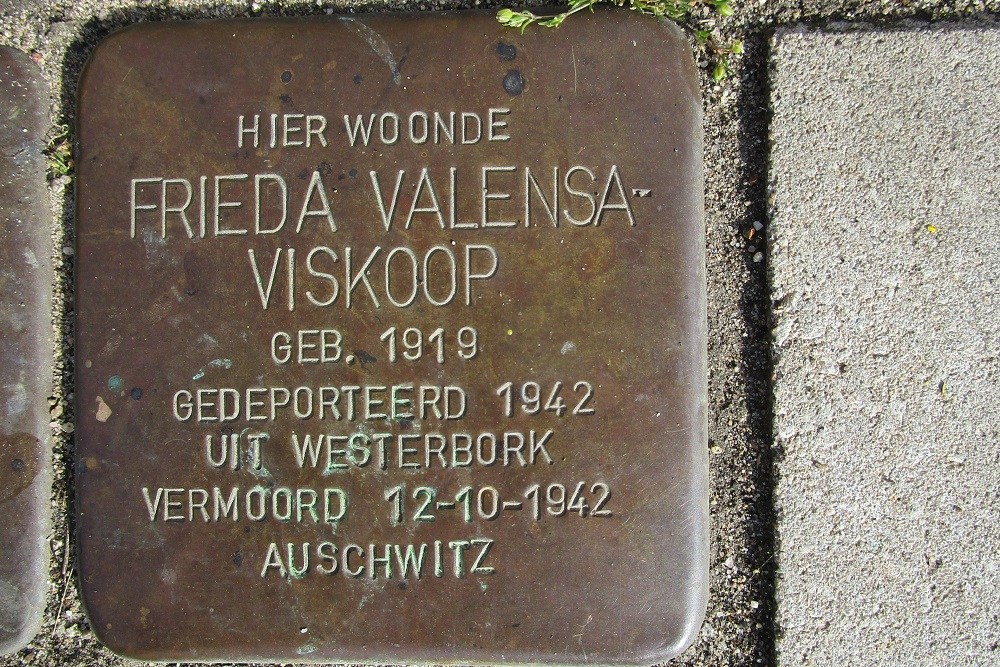 HIER WOONDE
FRIEDA VALENSA-
VISKOOP
GEB. 1919
GEDEPORTEERD 1942
UIT WESTERBORK
VERMOORD 12-10-1942
AUSCHWITZ